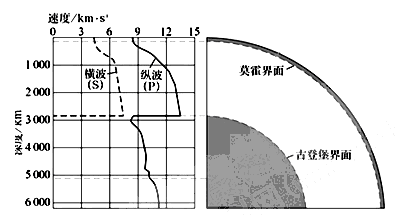 速度/km·s⁻¹
0 3 6 9 12 15
横波
(S)
纵波
(P)
1 000
2 000
3 000
4 000
5 000
6 000
深度/km
莫霍界面
古登堡界面